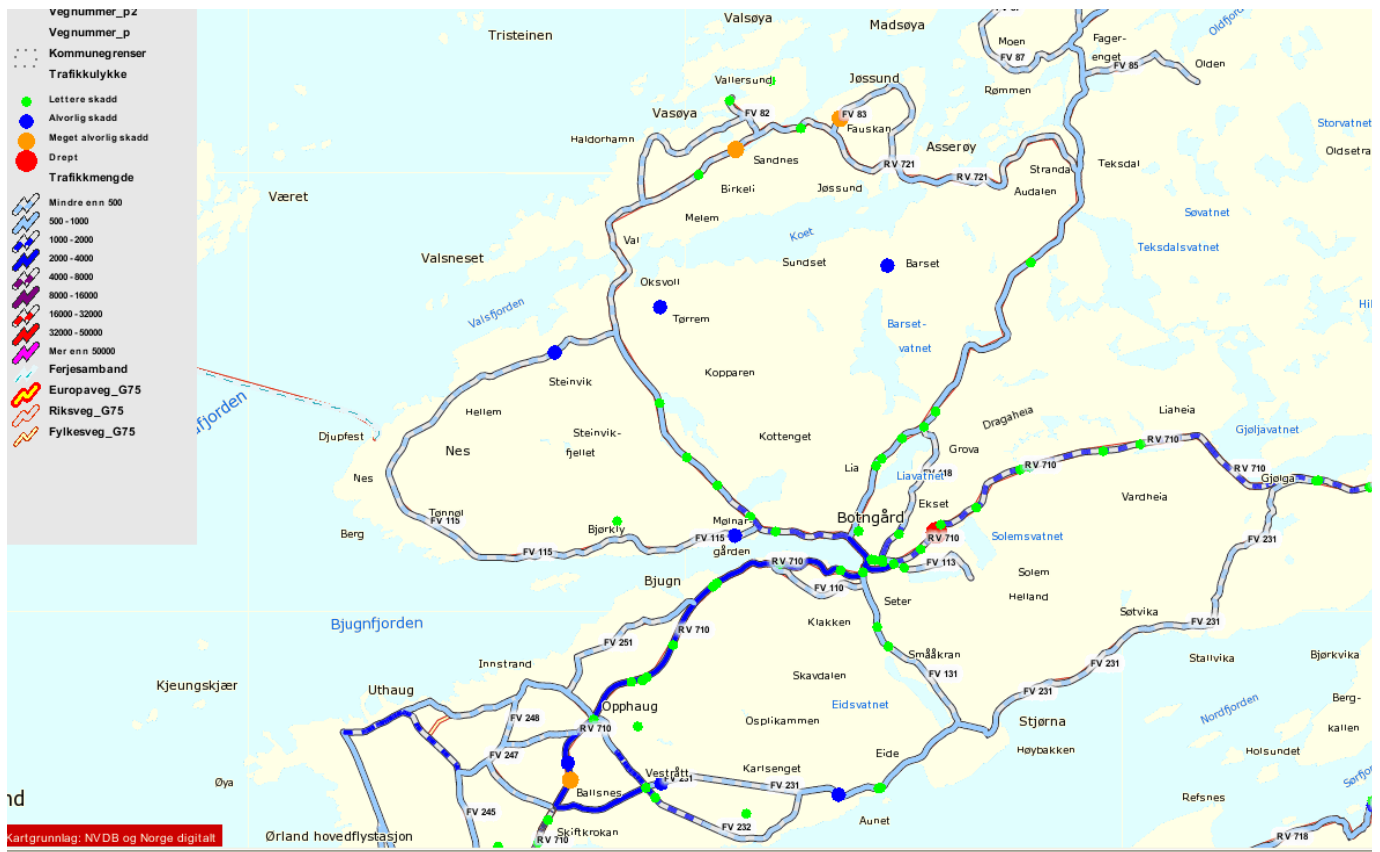 Vegnummer_p2
Vegnummer_p
Kommunegrenser
Trafikkulykke
Lettere skadd
Alvorlig skadd
Meget alvorlig skadd
Drept
Trafikkmengde
Mindre enn 500
500 - 1000
1000 - 2000
2000 - 4000
4000 - 8000
8000 - 16000
16000 - 32000
32000 - 50000
Mer enn 50000
Ferjesamband
Europaveg_G75
Riksveg_G75
Fylkesveg_G75
Valsøya
Madsøya
Oldfjord
Tristeinen
Moen
Fager-
enget
FV 87
FV 85
Olden
Vallersund
Jøssund
Rømmen
Vasøya
FV 82
FV 83
Fauskan
Storvatnet
Haldorhamn
Asserøy
Oldsetra
Sandnes
RV 721
Teksdal
Stranda
RV 721
Birkeli
Jøssund
Audalen
Været
Melem
Søvatnet
Val
Koet
Teksdalsvatnet
Valsneset
Sundset
Barset
Oksvoll
Valsfjorden
Tørrem
Barset-
vatnet
Kopparen
Steinvik
fjorden
Hellem
Dragaheia
Liaheia
Djupfest
Steinvik-
fjellet
Kottenget
Gjøljavatnet
Nes
Grova
RV 710
Lia
RV 710
RV 710
Nes
Liavatnet
Gjølga
Vardheia
Ekset
Tønnøl
FV 115
Bjørkly
Mølnar-
gården
Botngård
Berg
FV 115
RV 710
Solemsvatnet
FV 231
FV 115
RV 710
FV 113
Solem
Bjugn
FV 110
Helland
Seter
Søtvika
Bjugnfjorden
Klakken
FV 231
RV 710
FV 251
Innstrand
Småákran
Stallvika
Bjørkvika
FV 231
Kjeungskjær
Uthaug
Skavdalen
FV 131
FV 231
Berg-
kallen
Opphaug
Eidsvatnet
Nordfjorden
FV 248
Osplikammen
Stjørna
RV 710
FV 247
Eide
Høybakken
Holsundet
Karlsenget
Vestrått
Øya
FV 231
Ballsnes
Refsnes
FV 245
Aunet
FV 232
Skiftkrokan
RV 710
RV 718
Ørland hovedflystasjon
Kartgrunnlag: NVDB og Norge digitalt